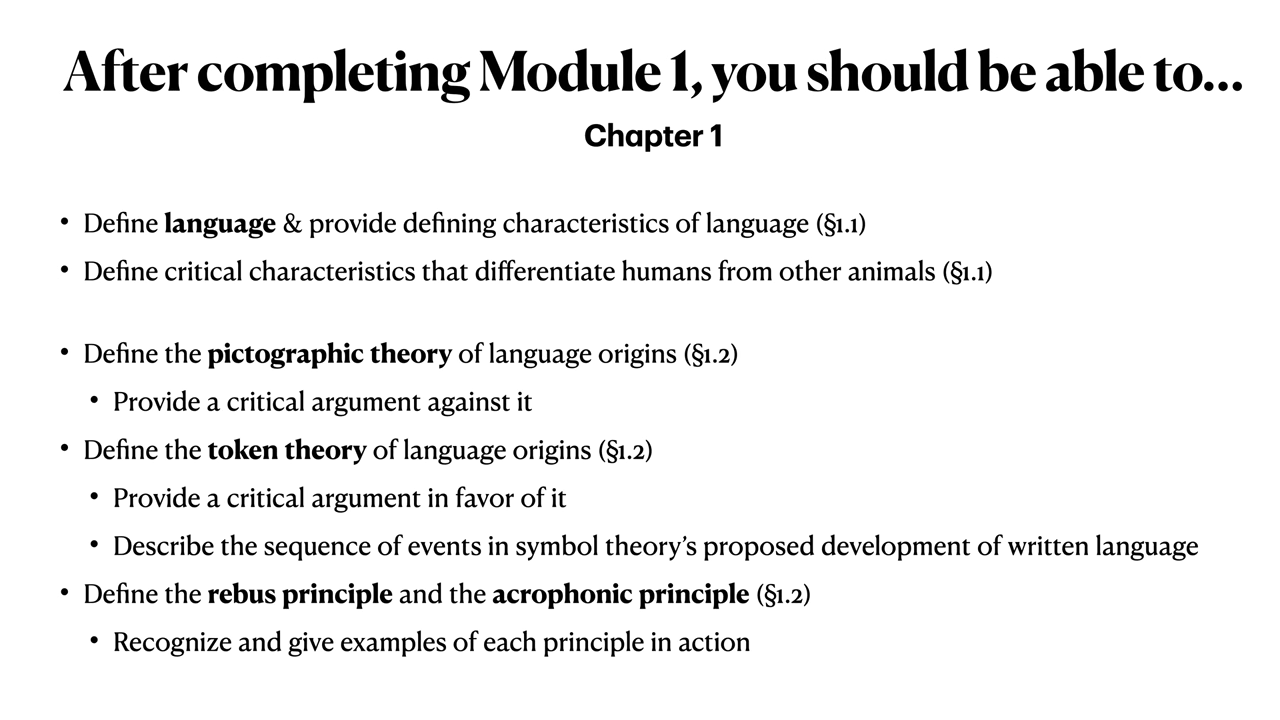 After completing Module 1, you should be able to...
Chapter 1
• Define language & provide defining characteristics of language (§1.1)
• Define critical characteristics that differentiate humans from other animals (§1.1)
• Define the pictographic theory of language origins (§1.2)
• Provide a critical argument against it
• Define the token theory of language origins (§1.2)
• Provide a critical argument in favor of it
• Describe the sequence of events in symbol theory’s proposed development of written language
• Define the rebus principle and the acrophonic principle (§1.2)
• Recognize and give examples of each principle in action